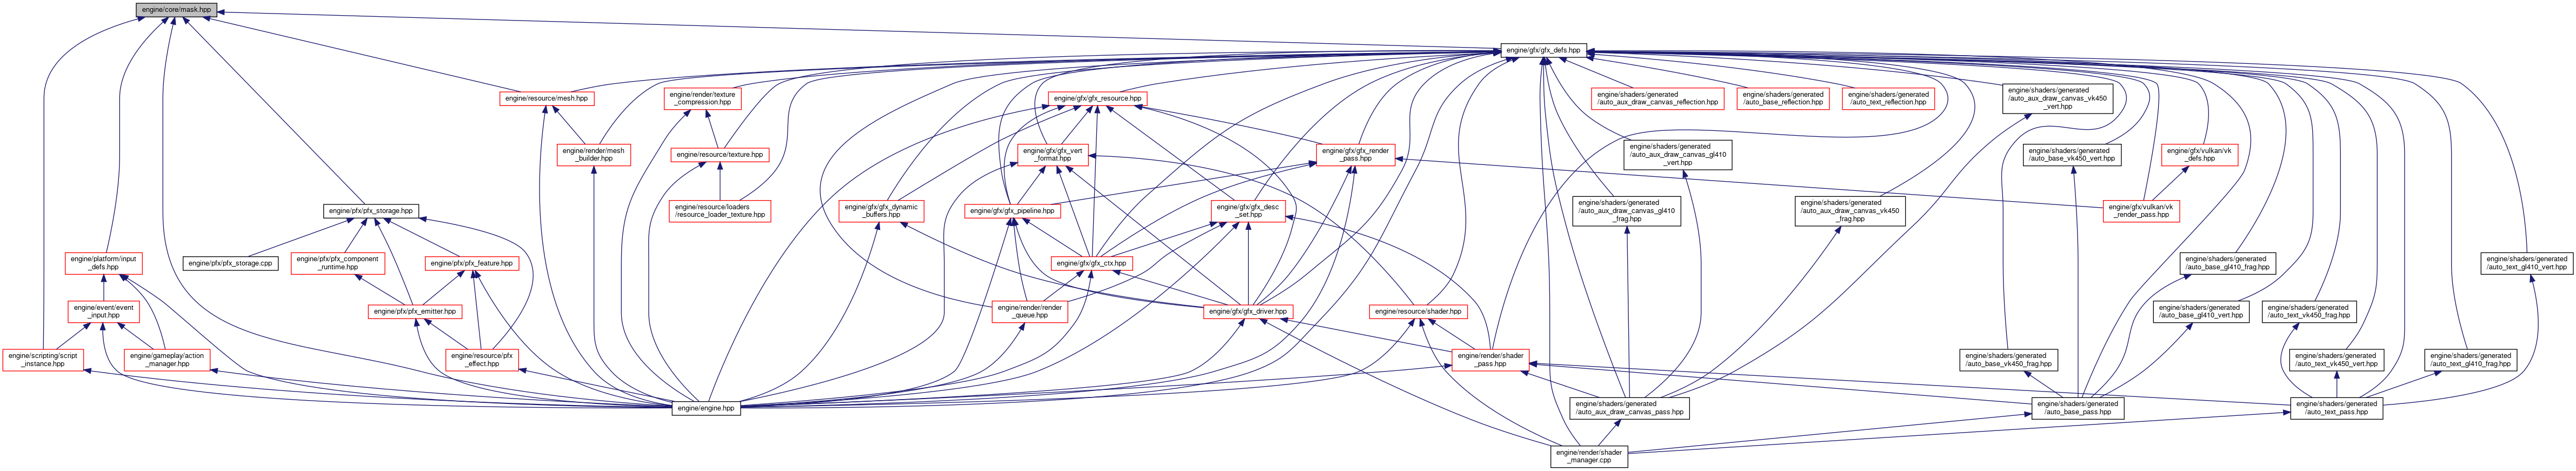 engine/core/mask.hpp
engine/gfx/gfx_defs.hpp
engine/resource/mesh.hpp
engine/render/texture
_compression.hpp
engine/gfx/gfx_resource.hpp
engine/shaders/generated
/auto_aux_draw_canvas_reflection.hpp
engine/shaders/generated
/auto_base_reflection.hpp
engine/shaders/generated
/auto_text_reflection.hpp
engine/shaders/generated
/auto_aux_draw_canvas_vk450
_vert.hpp
engine/render/mesh
_builder.hpp
engine/resource/texture.hpp
engine/gfx/gfx_vert
_format.hpp
engine/gfx/gfx_render
_pass.hpp
engine/shaders/generated
/auto_aux_draw_canvas_gl410
_vert.hpp
engine/shaders/generated
/auto_base_vk450_vert.hpp
engine/gfx/vulkan/vk
_defs.hpp
engine/pfx/pfx_storage.hpp
engine/resource/loaders
/resource_loader_texture.hpp
engine/gfx/gfx_dynamic
_buffers.hpp
engine/gfx/gfx_pipeline.hpp
engine/gfx/gfx_desc
_set.hpp
engine/shaders/generated
/auto_aux_draw_canvas_gl410
_frag.hpp
engine/shaders/generated
/auto_aux_draw_canvas_vk450
_frag.hpp
engine/gfx/vulkan/vk
_render_pass.hpp
engine/platform/input
_defs.hpp
engine/pfx/pfx_storage.cpp
engine/pfx/pfx_component
_runtime.hpp
engine/pfx/pfx_feature.hpp
engine/gfx/gfx_ctx.hpp
engine/shaders/generated
/auto_base_gl410_frag.hpp
engine/shaders/generated
/auto_text_gl410_vert.hpp
engine/event/event
_input.hpp
engine/pfx/pfx_emitter.hpp
engine/render/render
_queue.hpp
engine/gfx/gfx_driver.hpp
engine/resource/shader.hpp
engine/shaders/generated
/auto_base_gl410_vert.hpp
engine/shaders/generated
/auto_text_vk450_frag.hpp
engine/scripting/script
_instance.hpp
engine/gameplay/action
_manager.hpp
engine/resource/pfx
_effect.hpp
engine/render/shader
_pass.hpp
engine/shaders/generated
/auto_base_vk450_frag.hpp
engine/shaders/generated
/auto_text_vk450_vert.hpp
engine/shaders/generated
/auto_text_gl410_frag.hpp
engine/engine.hpp
engine/shaders/generated
/auto_aux_draw_canvas_pass.hpp
engine/shaders/generated
/auto_base_pass.hpp
engine/shaders/generated
/auto_text_pass.hpp
engine/render/shader
_manager.cpp